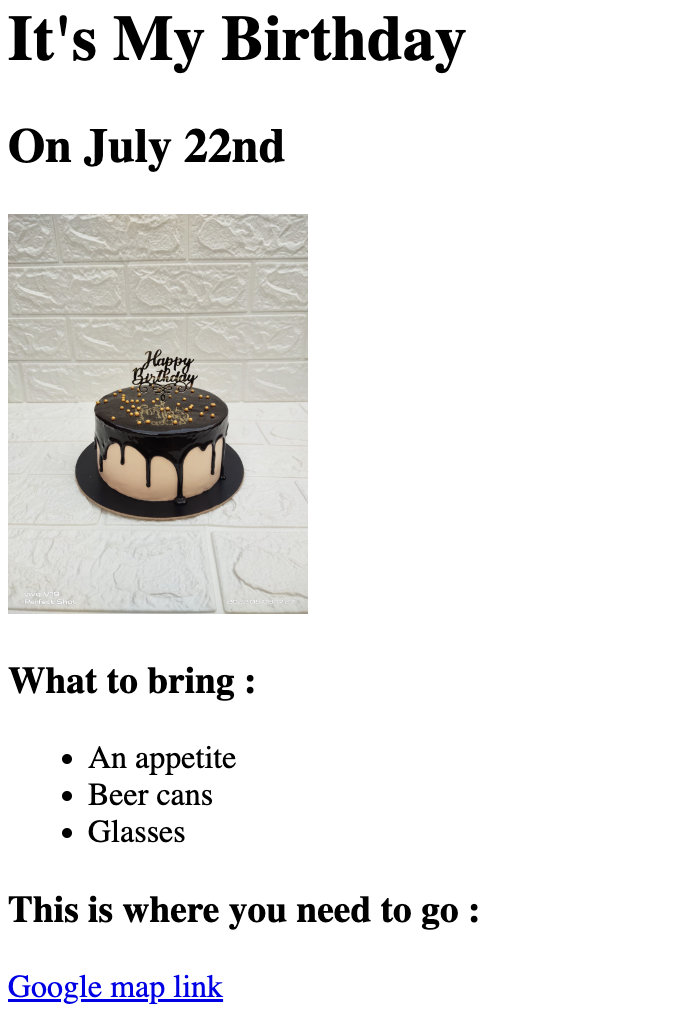 It's My Birthday
On July 22nd
Happy
Birthday
What to bring :
An appetite
Beer cans
Glasses
This is where you need to go :
Google map link